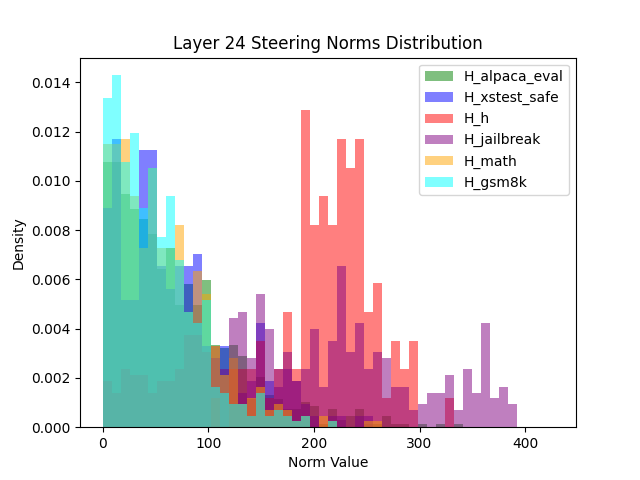 Layer 24 Steering Norms Distribution
H_alpaca_eval
H_xstest_safe
H_h
H_jailbreak
H_math
H_gsm8k
Density
0.014
0.012
0.010
0.008
0.006
0.004
0.002
0.000
0
100
200
300
400
Norm Value